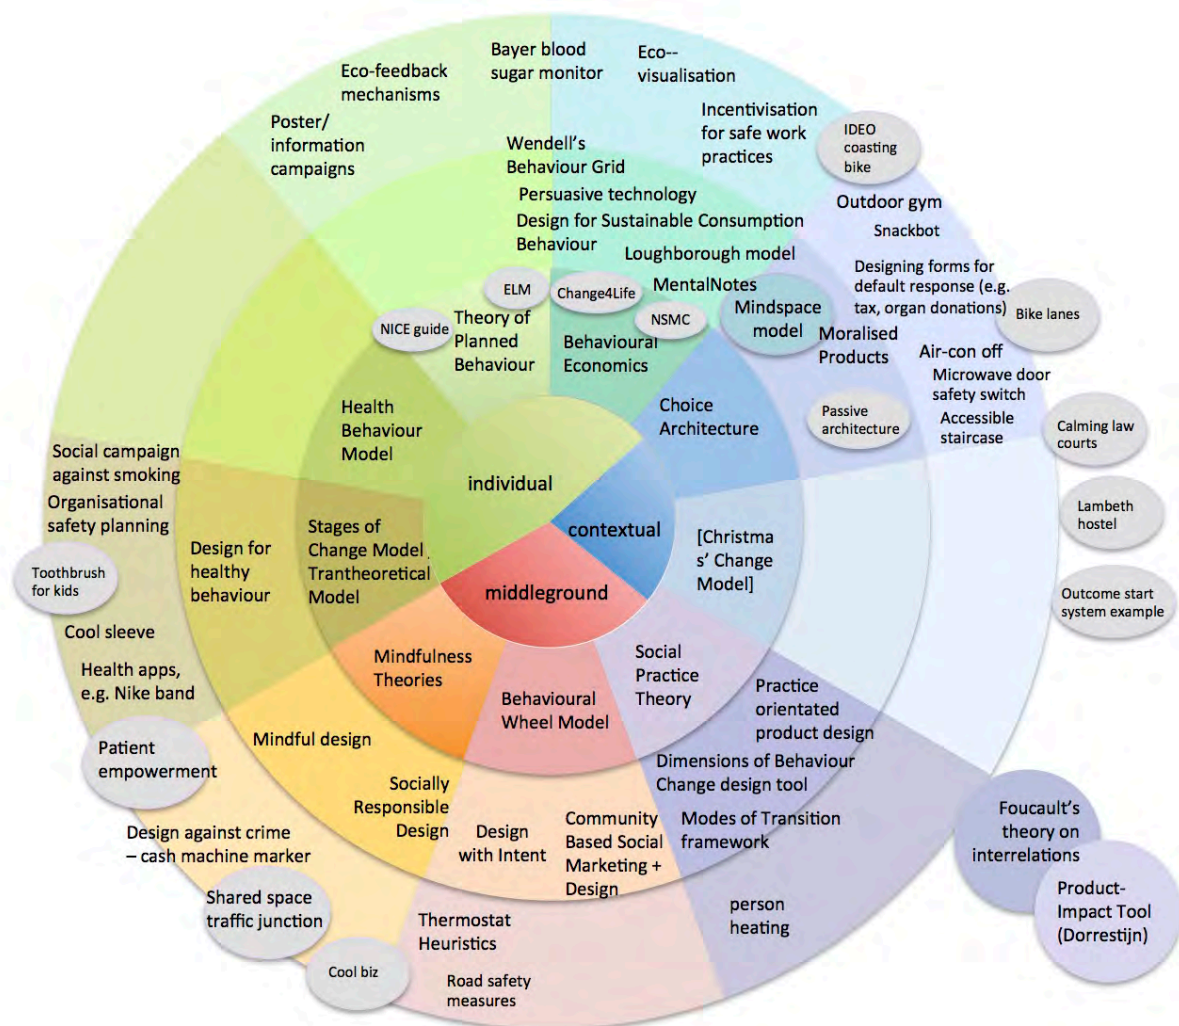 Bayer blood
sugar monitor
Eco--
visualisation
Eco-feedback
mechanisms
Poster/
information
campaigns
Incentivisation
for safe work
practices
IDEO
coasting
bike
Wendell's
Behaviour Grid
Persuasive technology
Design for Sustainable Consumption
Behaviour
Loughborough model
MentalNotes
Outdoor gym
Snackbot
Designing forms for
default response (e.g.
tax, organ donations)
Bike lanes
ELM
Change4Life
NSMC
Mindspace
model
NICE guide
Theory of
Planned
Behaviour
Behavioural
Economics
Moralised
Products
Air-con off
Microwave door
safety switch
Accessible
staircase
Passive
architecture
Calming law
courts
Health
Behaviour
Model
Choice
Architecture
Social campaign
against smoking
Organisational
safety planning
individual
contextual
middleground
Lambeth
hostel
Stages of
Change Model /
Trantheoretical
Model
[Christma
s' Change
Model]
Design for
healthy
behaviour
Toothbrush
for kids
Outcome start
system example
Cool sleeve
Health apps,
e.g. Nike band
Mindfulness
Theories
Behavioural
Wheel Model
Social
Practice
Theory
Practice
orientated
product design
Patient
empowerment
Mindful design
Socially
Responsible
Design
Dimensions of Behaviour
Change design tool
Modes of Transition
framework
Design against crime
– cash machine marker
Design
with Intent
Community
Based Social
Marketing +
Design
Foucault's
theory on
interrelations
Product-
Impact Tool
(Dorrestijn)
Shared space
traffic junction
Thermostat
Heuristics
person
heating
Cool biz
Road safety
measures